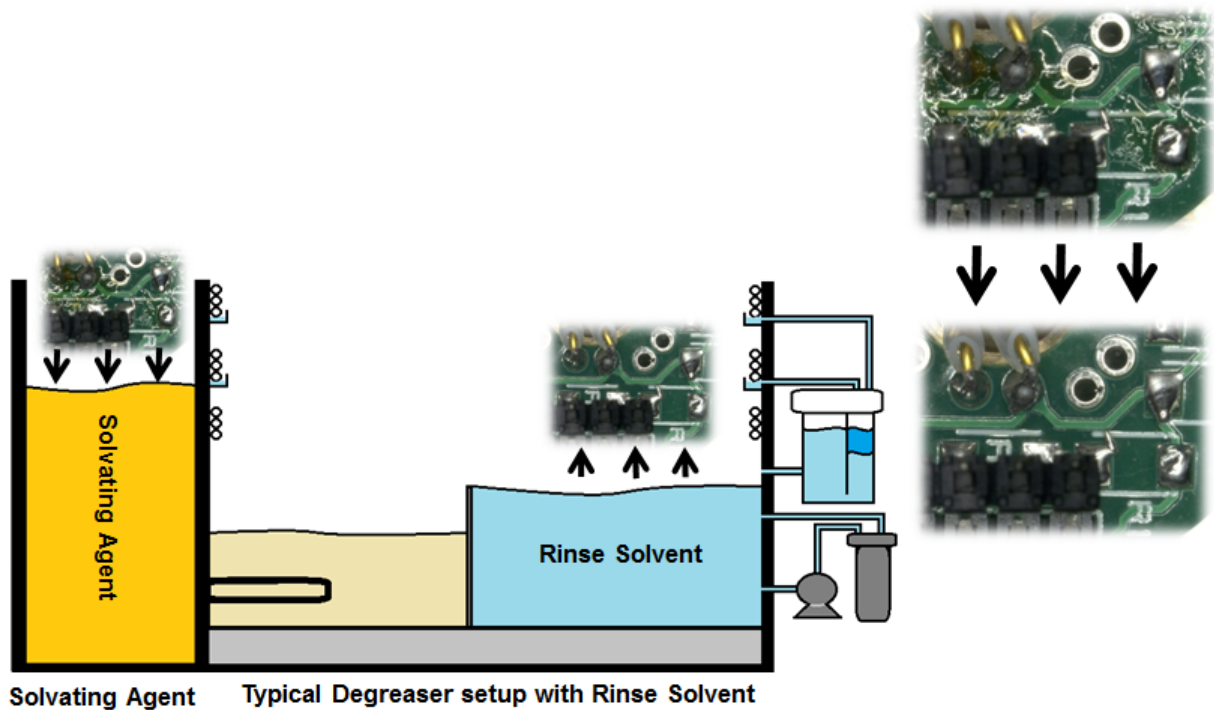 Solvating Agent
Rinse Solvent
Solvating Agent
Typical Degreaser setup with Rinse Solvent